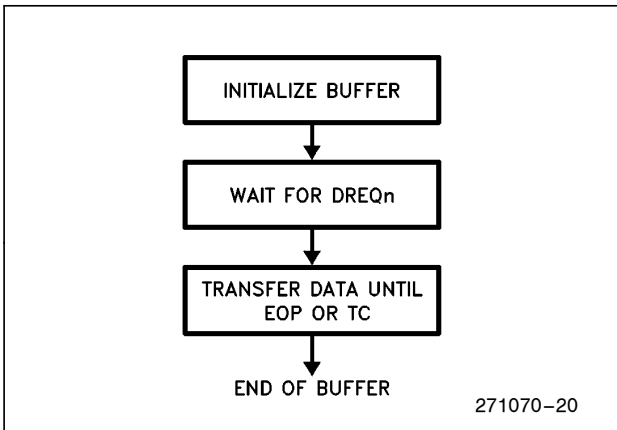 INITIALIZE BUFFER
WAIT FOR DREQn
TRANSFER DATA UNTIL
EOP OR TC
END OF BUFFER
271070–20